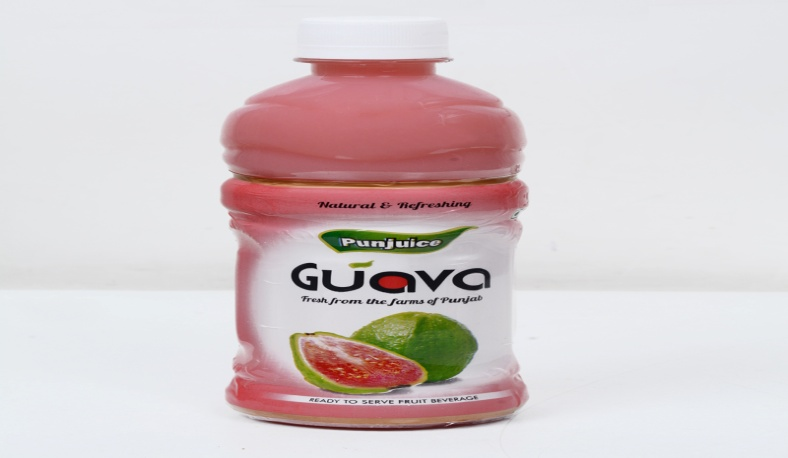 Natural & Refreshing
Punjuice
Guava
Fresh from the farms of Punjab
READY TO SERVE FRUIT BEVERAGE